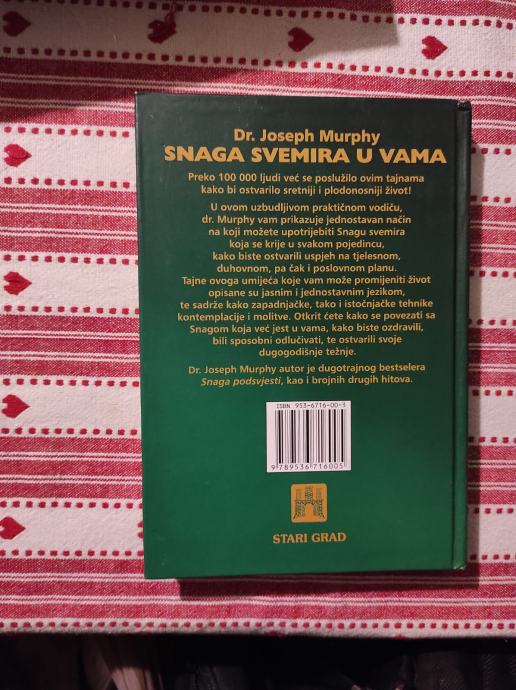 Dr. Joseph Murphy
SNAGA SVEMIRA U VAMA
Preko 100 000 ljudi već se poslužilo ovim tajnama
kako bi ostvarilo sretniji i plodonosniji život!
U ovom uzbudljivom praktičnom vodiču,
dr. Murphy vam prikazuje jednostavan način
na koji možete upotrijebiti Snagu svemira
koja se krije u svakom pojedincu,
kako biste ostvarili uspjeh na tjelesnom,
duhovnom, pa čak i poslovnom planu.
Tajne ovoga umijeća koje vam može promijeniti život
opisane su jasnim i jednostavnim jezikom,
te sadrže kako zapadnjačke, tako i istočnjačke tehnike
kontemplacije i molitve. Otkrit ćete kako se povezati sa
Snagom koja već jest u vama, kako biste ozdravili,
bili sposobni odlučivati, te ostvarili svoje
dugogodišnje težnje.
Dr. Joseph Murphy autor je dugotrajnog bestselera
Snaga podsvjesti, kao i brojnih drugih hitova.
ISBN 953-6716-00-3
9 789536 716005
STARI GRAD